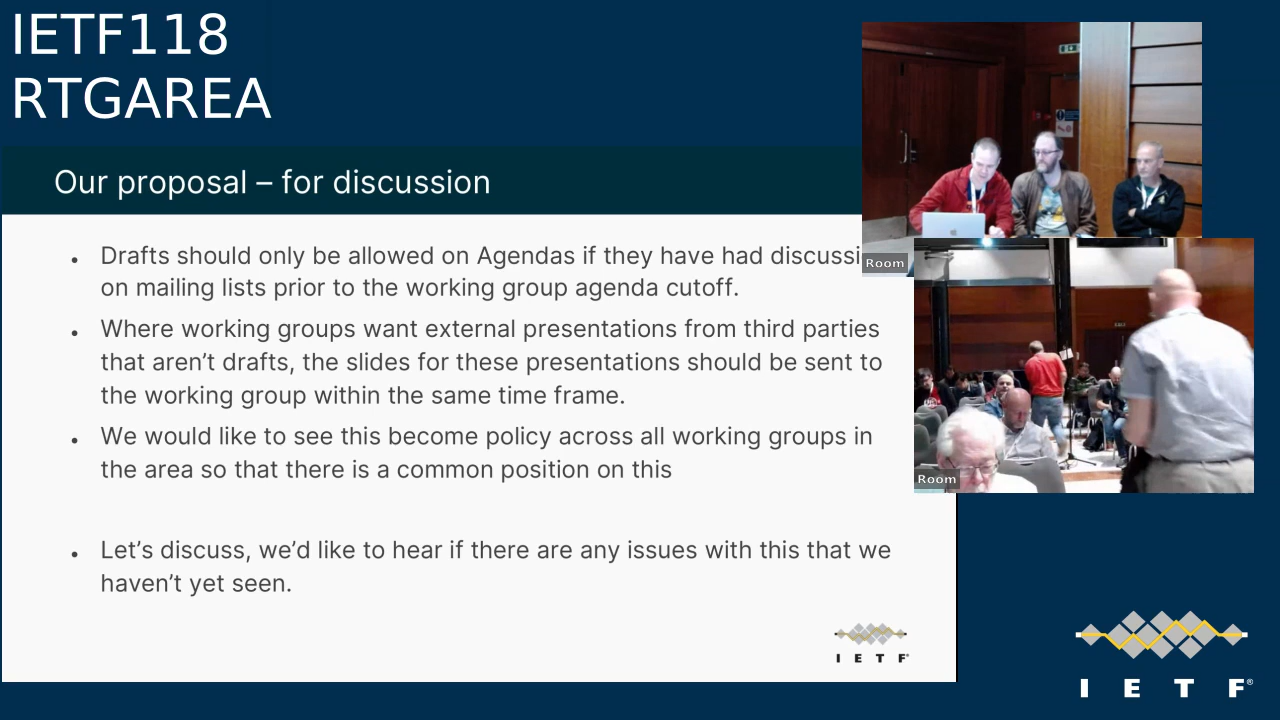 IETF118
RTGAREA
Our proposal – for discussion
• Drafts should only be allowed on Agendas if they have had discussi
on mailing lists prior to the working group agenda cutoff.
• Where working groups want external presentations from third parties
that aren’t drafts, the slides for these presentations should be sent to
the working group within the same time frame.
• We would like to see this become policy across all working groups in
the area so that there is a common position on this
• Let’s discuss, we’d like to hear if there are any issues with this that we
haven’t yet seen.
Room
Room
I E T F®
I E T F®